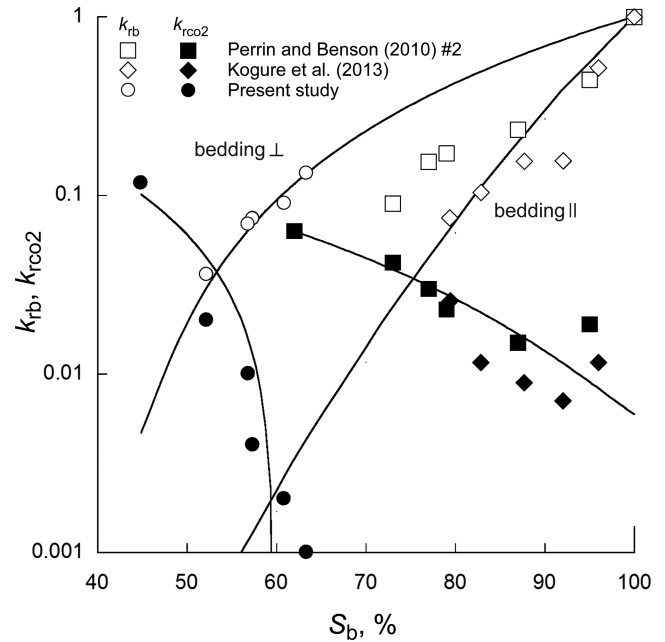 k_rb k_rco2
Perrin and Benson (2010) #2
Kogure et al. (2013)
Present study
bedding ⊥
bedding ||
k_rb, k_rco2
1
0.1
0.01
0.001
40 50 60 70 80 90 100
S_b, %